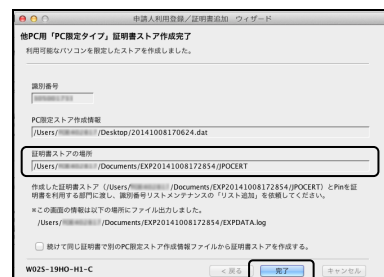 申請人利用登録／証明書追加 ウィザード
他PC用「PC限定タイプ」証明書ストア作成完了
利用可能なパソコンを限定したストアを作成しました。
識別番号
PC限定ストア作成情報
/Users/ /Desktop/20141008170624.dat
証明書ストアの場所
/Users/ /Documents/EXP20141008172854/JPOCERT
作成した証明書ストア（/Users/ /Documents/EXP20141008172854/JPOCERT）とPinを証
明書を利用する部門に渡し、識別番号リストメンテナンスの「リスト追加」を依頼してください。
※この画面の情報は以下の場所にファイル出力しました。
/Users/ /Documents/EXP20141008172854/EXPDATA.log
続けて同じ証明書で別のPC限定ストア作成情報ファイルから証明書ストアを作成する。
W02S-19HO-H1-C
< 戻る
完了
キャンセル